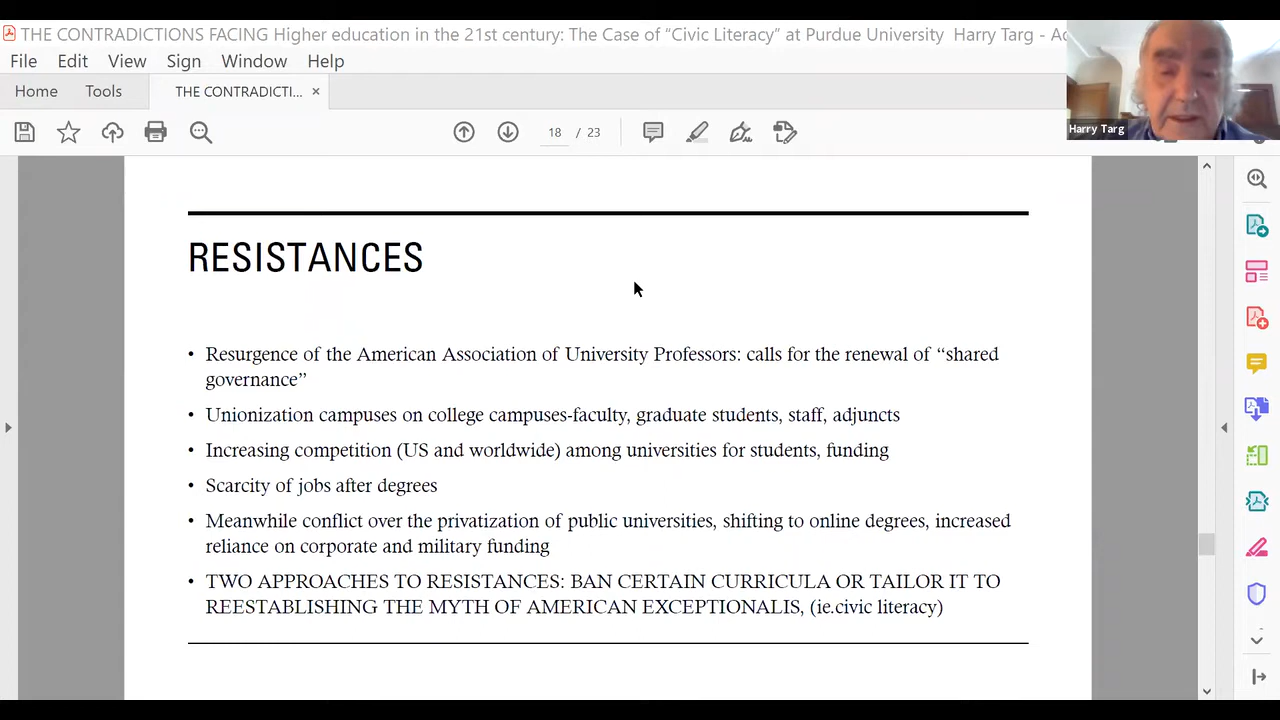 THE CONTRADICTIONS FACING Higher education in the 21st century: The Case of “Civic Literacy” at Purdue University Harry Targ - Ad
File Edit View Sign Window Help
Home Tools THE CONTRADICTI... ×
18 / 23
Harry Targ
RESISTANCES
• Resurgence of the American Association of University Professors: calls for the renewal of “shared
governance”
• Unionization campuses on college campuses-faculty, graduate students, staff, adjuncts
• Increasing competition (US and worldwide) among universities for students, funding
• Scarcity of jobs after degrees
• Meanwhile conflict over the privatization of public universities, shifting to online degrees, increased
reliance on corporate and military funding
• TWO APPROACHES TO RESISTANCES: BAN CERTAIN CURRICULA OR TAILOR IT TO
REESTABLISHING THE MYTH OF AMERICAN EXCEPTIONALIS, (ie.civic literacy)